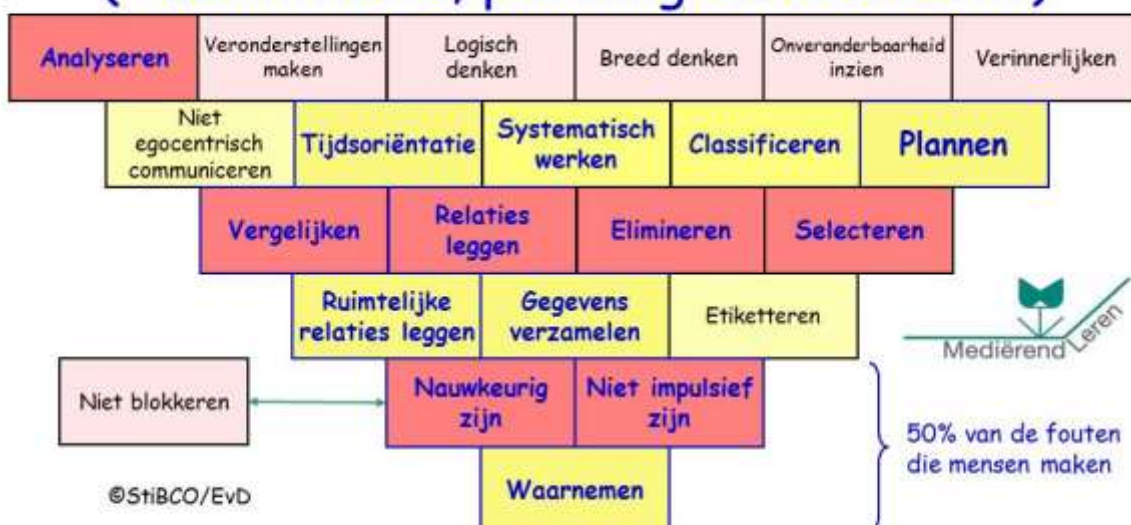 Analyseren
Veronderstellingen
maken
Logisch
denken
Breed denken
Onveranderbaarheid
inzien
Verinnerlijken
Niet
egocentrisch
communiceren
Tijdsoriëntatie
Systematisch
werken
Classificeren
Plannen
Vergelijken
Relaties
leggen
Elimineren
Selecteren
Ruimtelijke
relaties leggen
Gegevens
verzamelen
Etiketteren
Mediërend Leren
Niet blokkeren
Nauwkeurig
zijn
Niet impulsief
zijn
50% van de fouten
die mensen maken
Waarnemen
©StiBCO/EvD